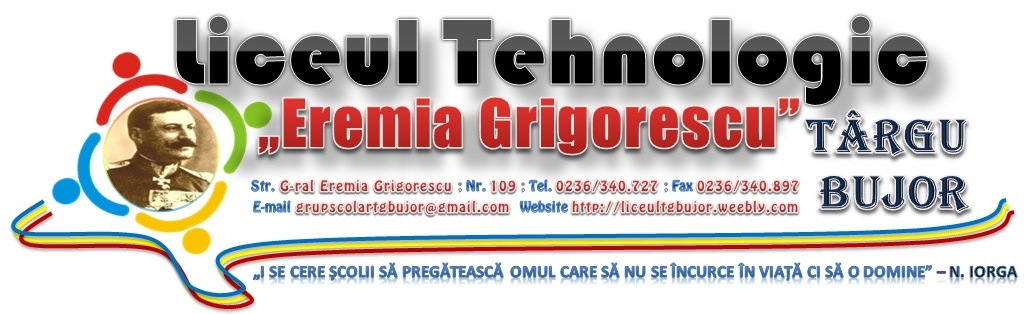 Liceul Tehnologic
„Eremia Grigorescu”
TÂRGU
BUJOR
Str. G-ral Eremia Grigorescu ; Nr. 109 ; Tel. 0236/340.727 ; Fax 0236/340.897
E-mail grupscolartgbujor@gmail.com Website http://liceultgbujor.weebly.com
„I SE CERE ŞCOLII SĂ PREGĂTEASCĂ OMUL CARE SĂ NU SE ÎNCURCE ÎN VIAŢĂ CI SĂ O DOMINE” – N. IORGA